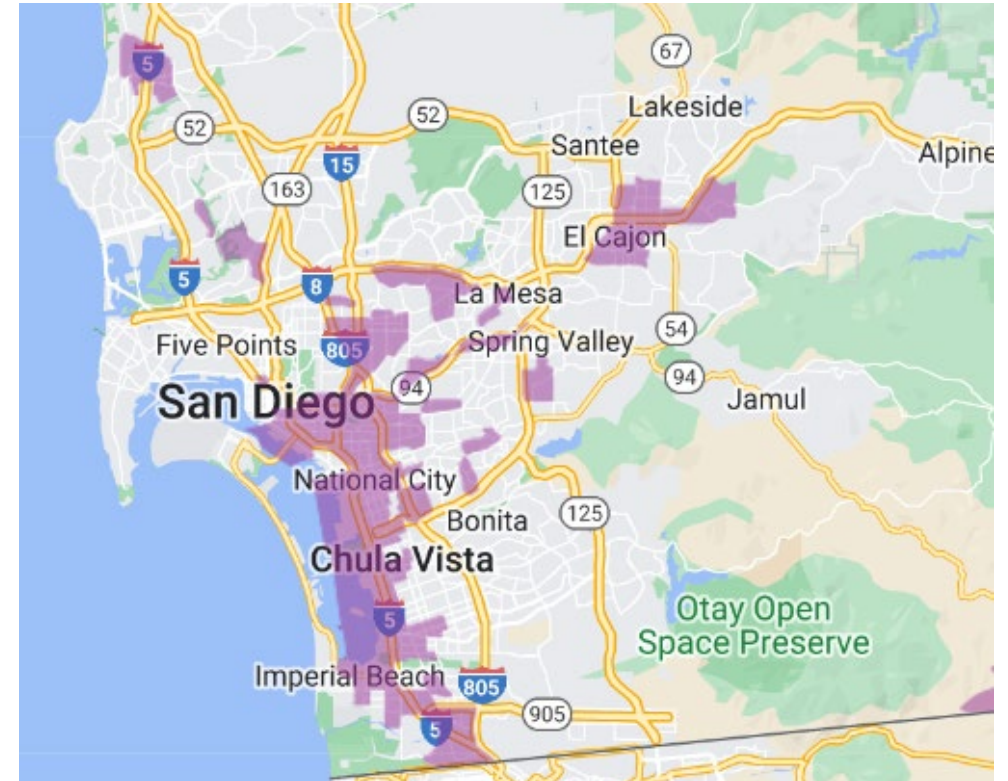 67
5
Lakeside
52
52
Santee
Alpine
15
163
125
El Cajon
5
8
La Mesa
54
Five Points
805
Spring Valley
94
94
San Diego
Jamul
National City
125
Bonita
Chula Vista
5
Otay Open
Space Preserve
Imperial Beach
805
905
5